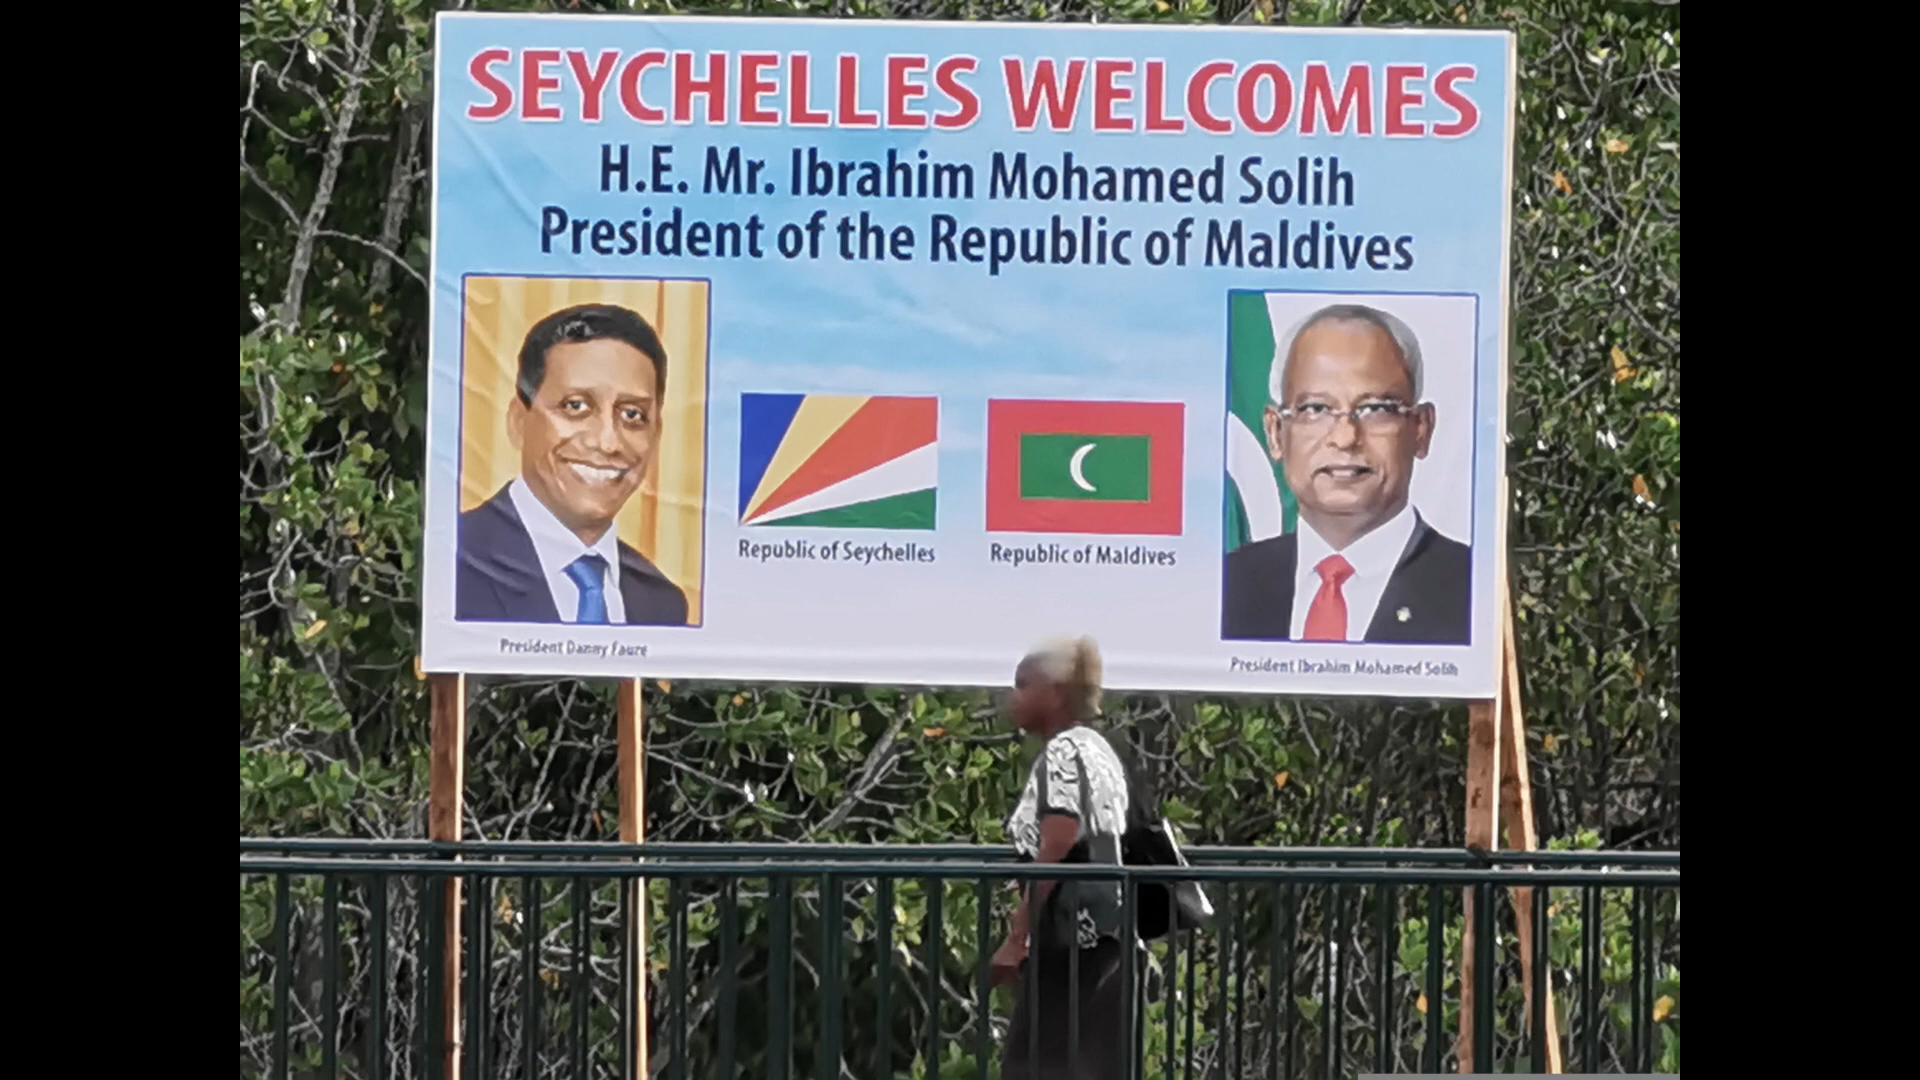 SEYCHELLES WELCOMES
H.E. Mr. Ibrahim Mohamed Solih
President of the Republic of Maldives
Republic of Seychelles
Republic of Maldives
President Danny Faure
President Ibrahim Mohamed Solih